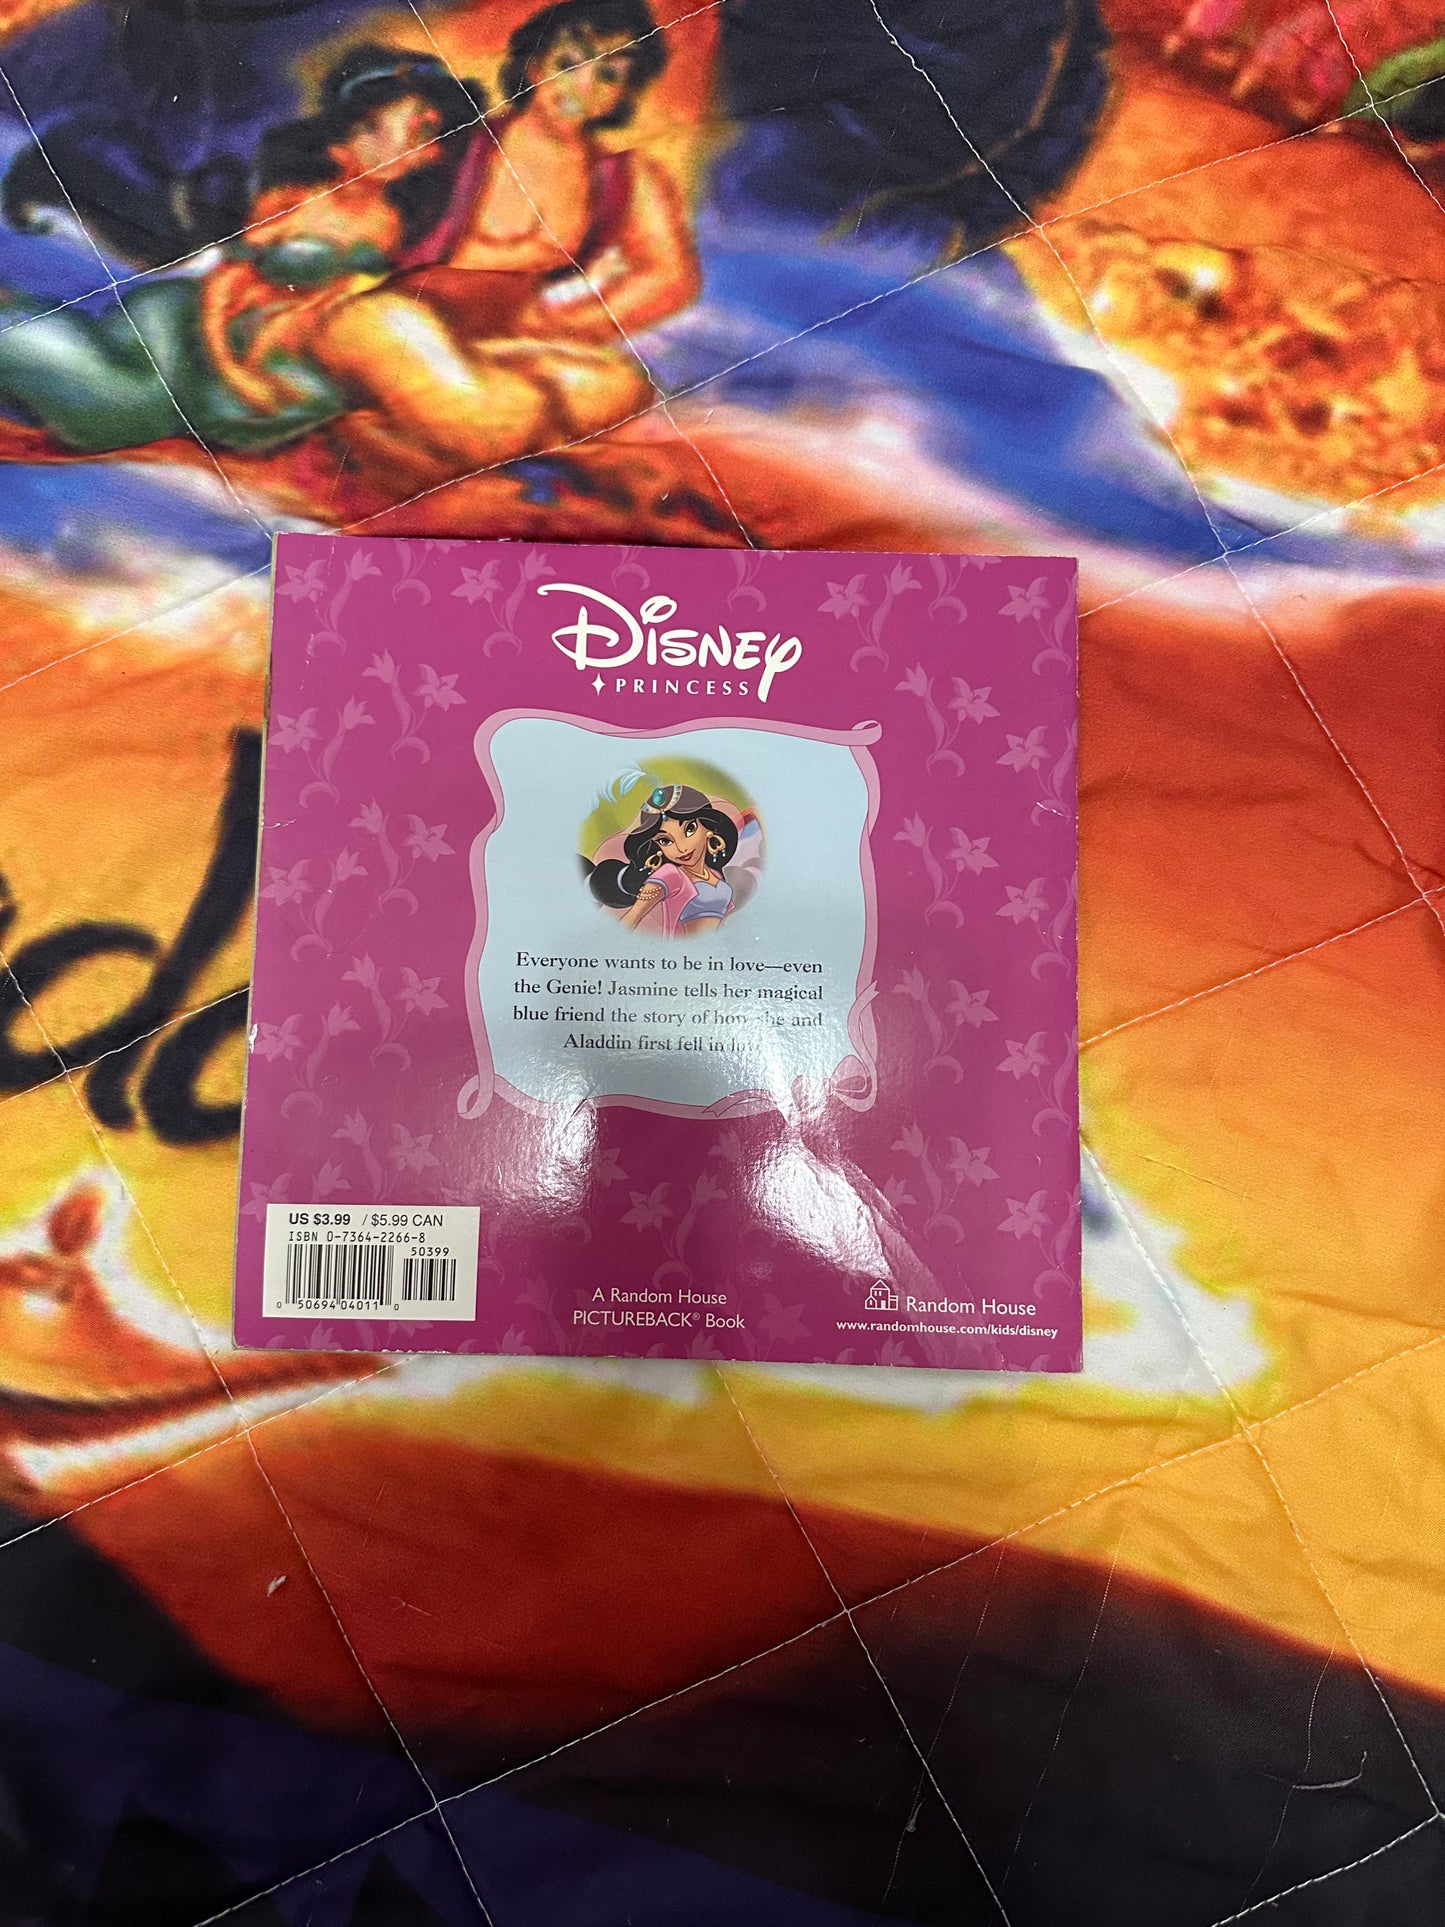 Disney
PRINCESS
Everyone wants to be in love—even
the Genie! Jasmine tells her magical
blue friend the story of how she and
Aladdin first fell in
US $3.99 / $5.99 CAN
ISBN 0-7364-2266-8
50399
0 50694 04011 0
A Random House
PICTUREBACK® Book
Random House
www.randomhouse.com/kids/disney